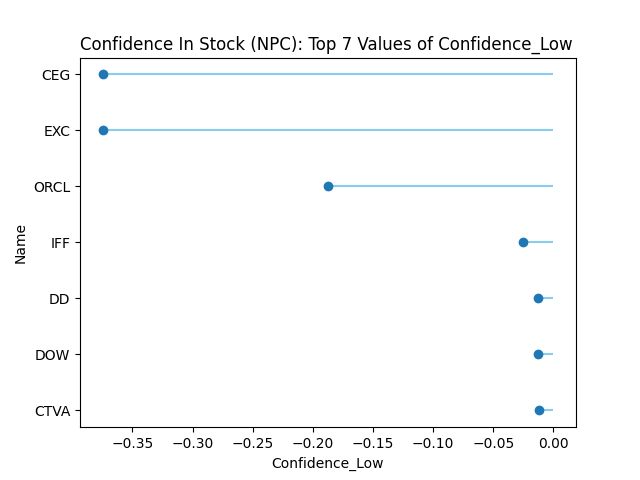 Confidence In Stock (NPC): Top 7 Values of Confidence_Low
CEG
EXC
ORCL
IFF
DD
DOW
CTVA
Name
−0.35 −0.30 −0.25 −0.20 −0.15 −0.10 −0.05 0.00
Confidence_Low